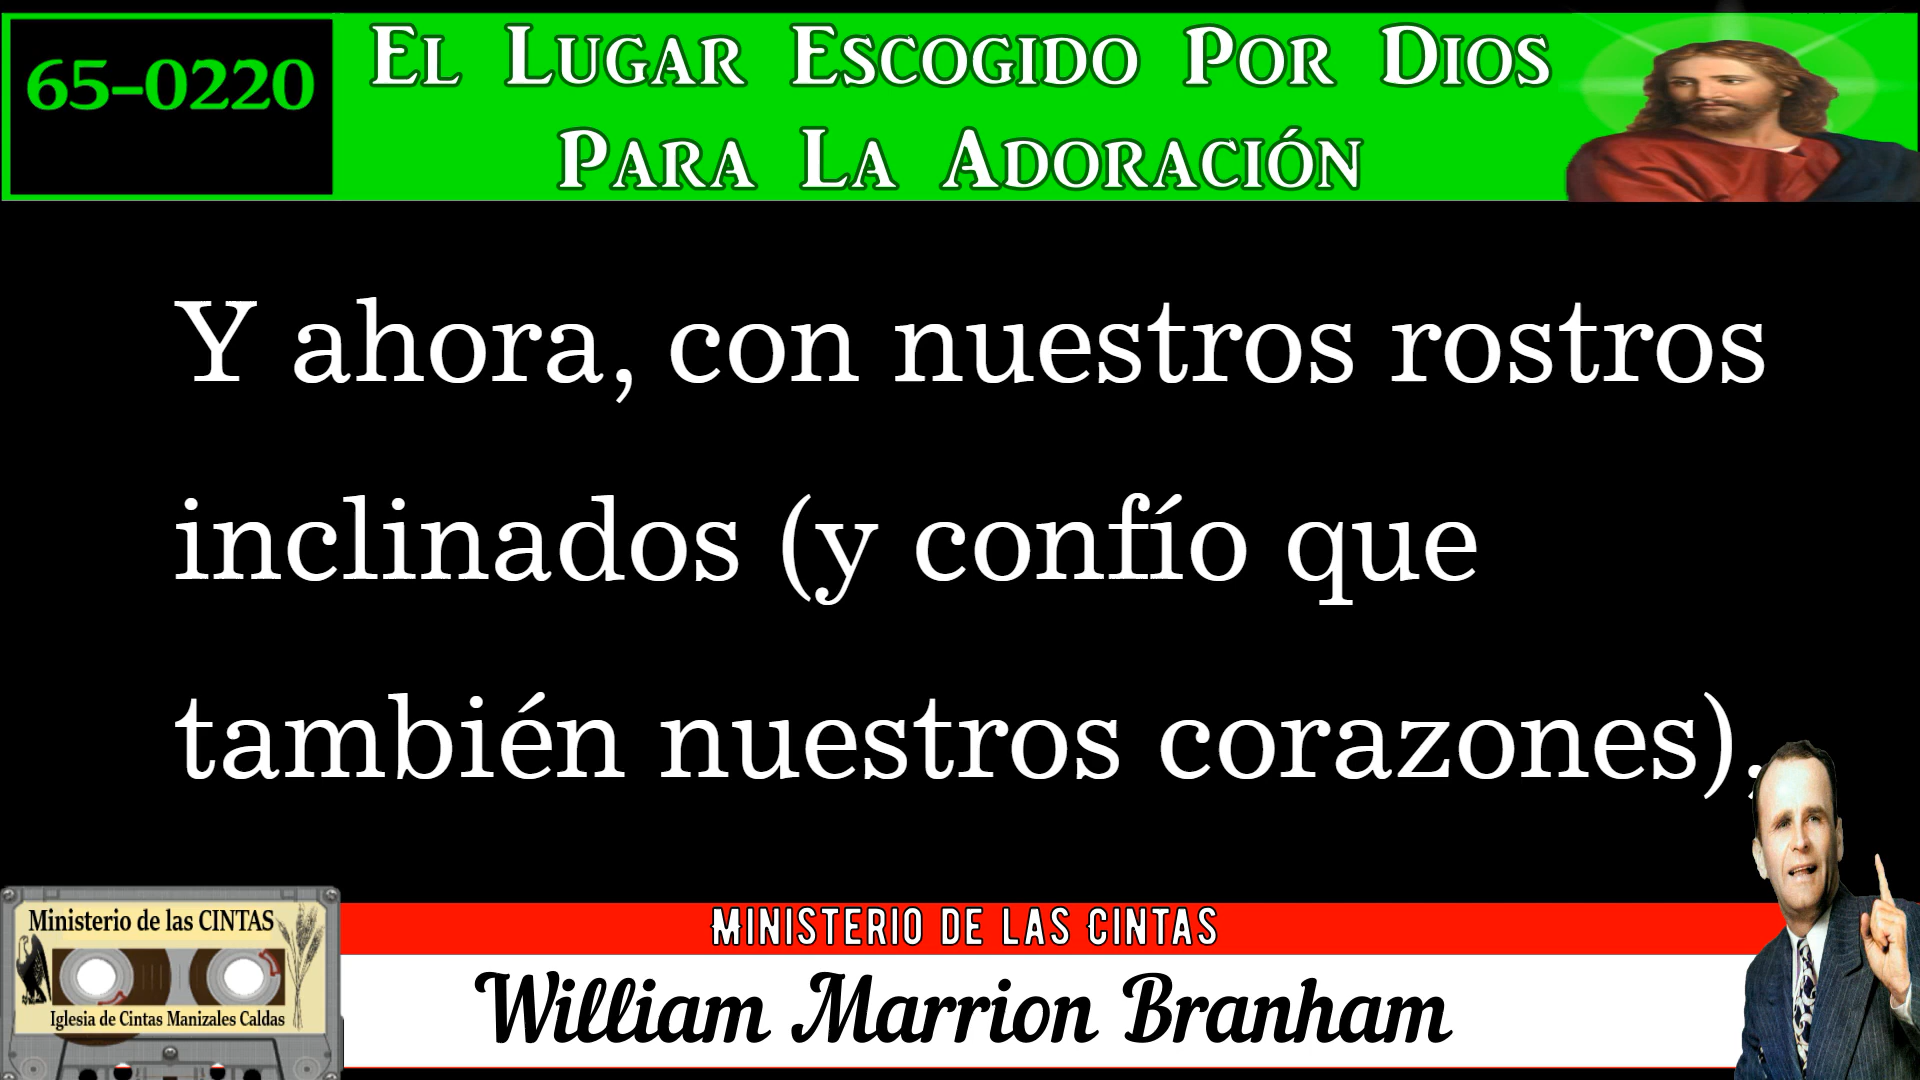 65-0220
El Lugar Escogido Por Dios
Para La Adoración
Y ahora, con nuestros rostros
inclinados (y confío que
también nuestros corazones),
Ministerio de las CINTAS
Iglesia de Cintas Manizales Caldas
MINISTERIO DE LAS CINTAS
William Marrion Branham